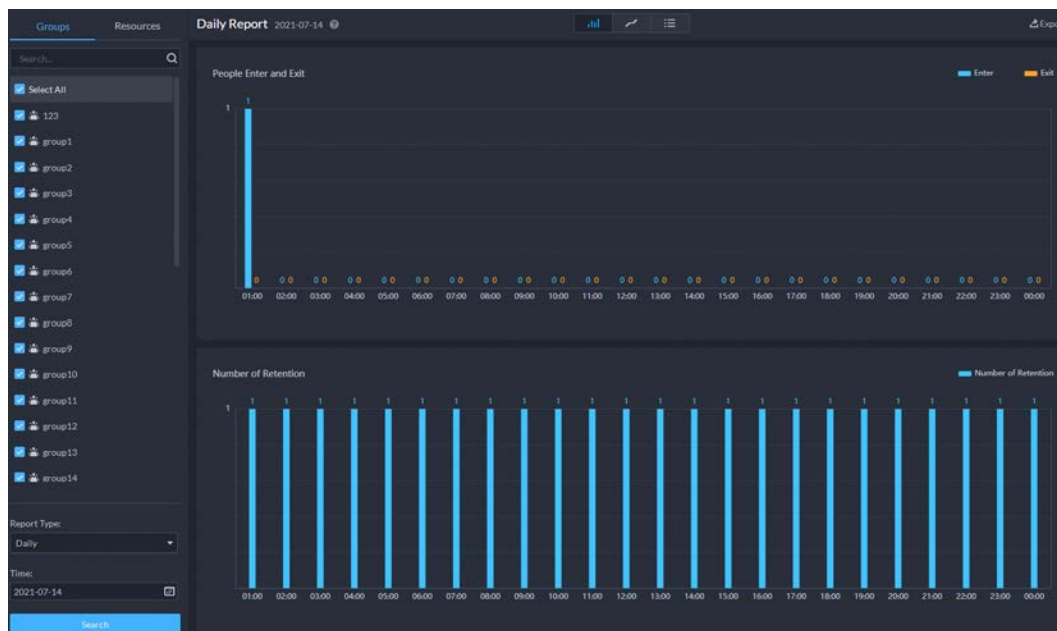 Groups Resources
Search...
Select All
123
group1
group2
group3
group4
group5
group6
group7
group8
group9
group10
group11
group12
group13
group14
Report Type:
Daily
Time:
2021-07-14
Search
Daily Report 2021-07-14
Expo
People Enter and Exit
Enter Exit
1
1
0 0 0 0 0 0 0 0 0 0 0 0 0 0 0 0 0 0 0 0 0 0 0 0 0 0 0 0 0 0 0 0 0 0 0 0 0 0 0 0 0 0 0 0 0 0 0
01:00 02:00 03:00 04:00 05:00 06:00 07:00 08:00 09:00 10:00 11:00 12:00 13:00 14:00 15:00 16:00 17:00 18:00 19:00 20:00 21:00 22:00 23:00 00:00
Number of Retention
Number of Retention
1 1 1 1 1 1 1 1 1 1 1 1 1 1 1 1 1 1 1 1 1 1 1 1
1
01:00 02:00 03:00 04:00 05:00 06:00 07:00 08:00 09:00 10:00 11:00 12:00 13:00 14:00 15:00 16:00 17:00 18:00 19:00 20:00 21:00 22:00 23:00 00:00